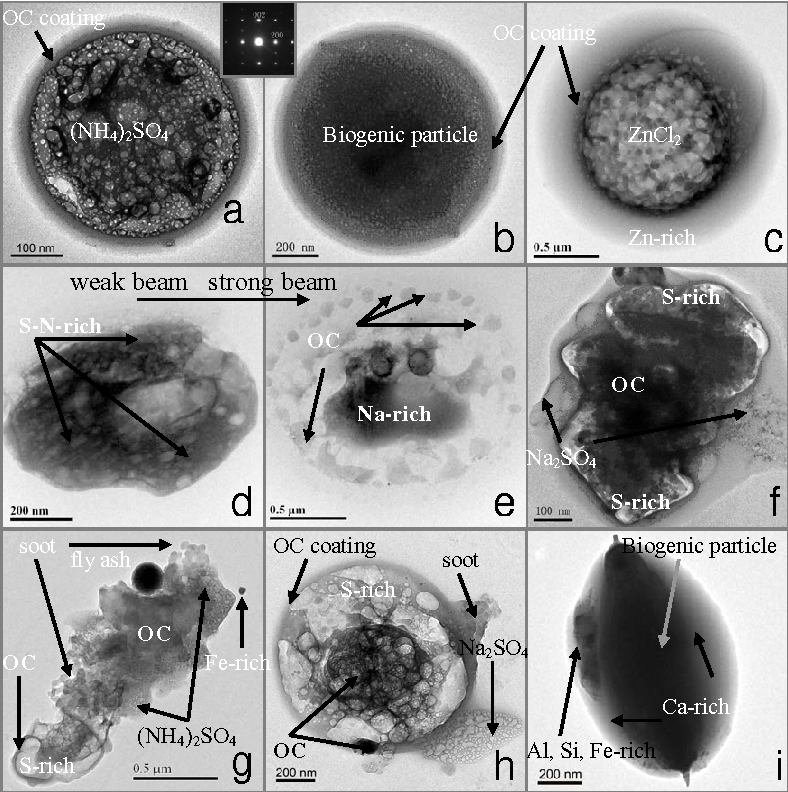 OC coating
(NH₄)₂SO₄
a
100 nm
002
200
Biogenic particle
b
200 nm
OC coating
ZnCl₂
Zn-rich
c
0.5 μm
weak beam strong beam
S-N-rich
d
200 nm
OC
Na-rich
e
0.5 μm
S-rich
OC
Na₂SO₄
S-rich
f
100 nm
soot
fly ash
OC
OC
Fe-rich
(NH₄)₂SO₄
S-rich
g
0.5 μm
OC coating
S-rich
soot
Na₂SO₄
OC
h
200 nm
Biogenic particle
Ca-rich
Al, Si, Fe-rich
i
200 nm